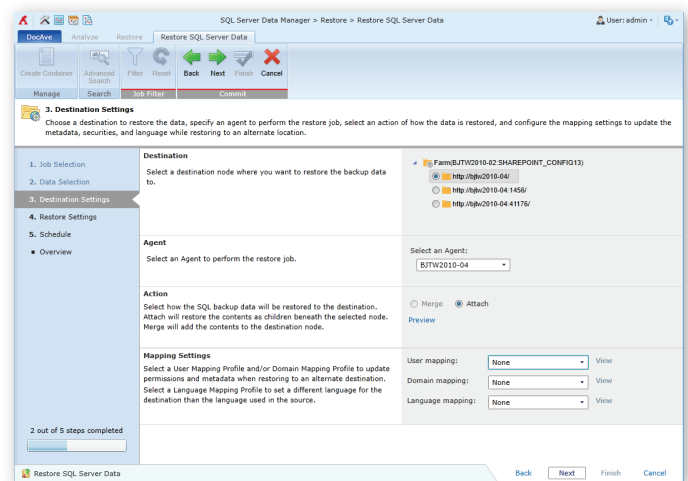 SQL Server Data Manager > Restore > Restore SQL Server Data
User: admin
DocAve Analyze Restore Restore SQL Server Data
Create Container Advanced Search Filter Reset Back Next Finish Cancel
Manage Search Job Filter Commit
3. Destination Settings
Choose a destination to restore the data, specify an agent to perform the restore job, select an action of how the data is restored, and configure the mapping settings to update the
metadata, securities, and language while restoring to an alternate location.
1. Job Selection
2. Data Selection
3. Destination Settings
4. Restore Settings
5. Schedule
Overview
2 out of 5 steps completed
Destination
Select a destination node where you want to restore the backup data
to.
Farm(BJTW2010-02:SHAREPOINT_CONFIG13)
http://bjtw2010-04/
http://bjtw2010-04:1456/
http://bjtw2010-04:41176/
Agent
Select an Agent to perform the restore job.
Select an Agent:
BJTW2010-04
Action
Select how the SQL backup data will be restored to the destination.
Attach will restore the contents as children beneath the selected node.
Merge will add the contents to the destination node.
Merge Attach
Preview
Mapping Settings
Select a User Mapping Profile and/or Domain Mapping Profile to update
permissions and metadata when restoring to an alternate destination.
Select a Language Mapping Profile to set a different language for the
destination than the language used in the source.
User mapping: None View
Domain mapping: None View
Language mapping: None View
Restore SQL Server Data
Back Next Finish Cancel